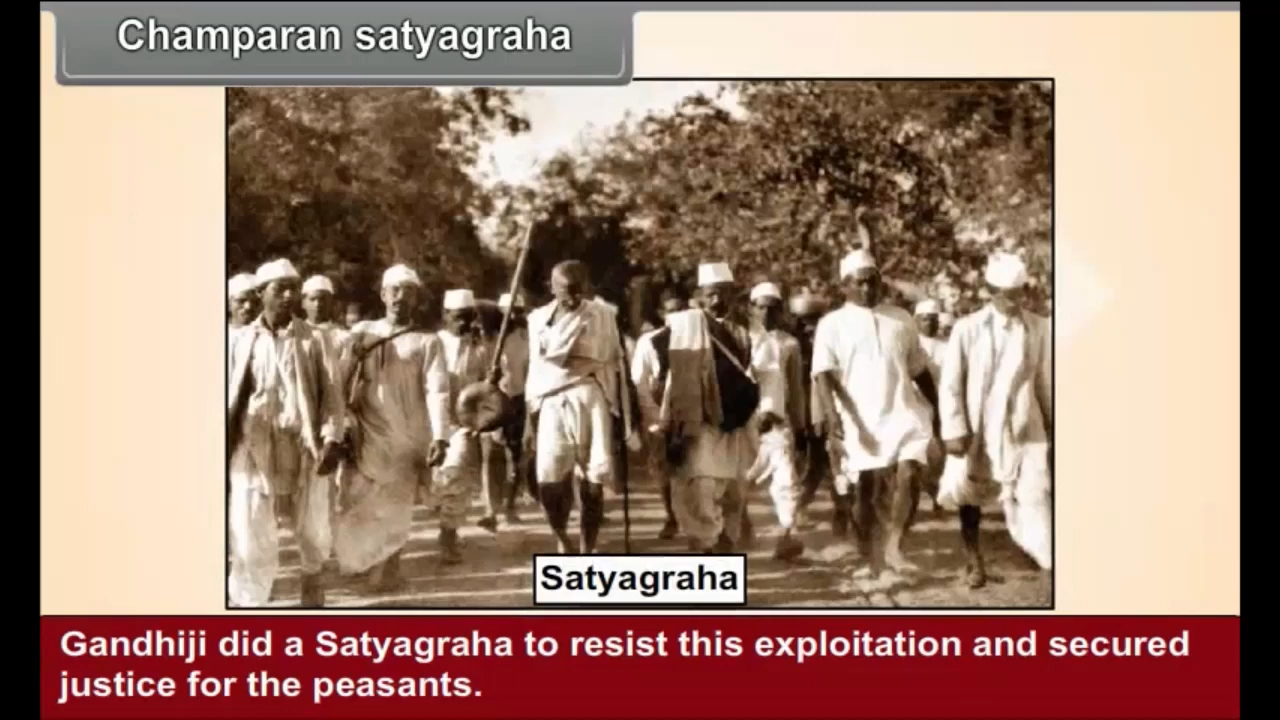 Champaran satyagraha
Satyagraha
Gandhiji did a Satyagraha to resist this exploitation and secured
justice for the peasants.